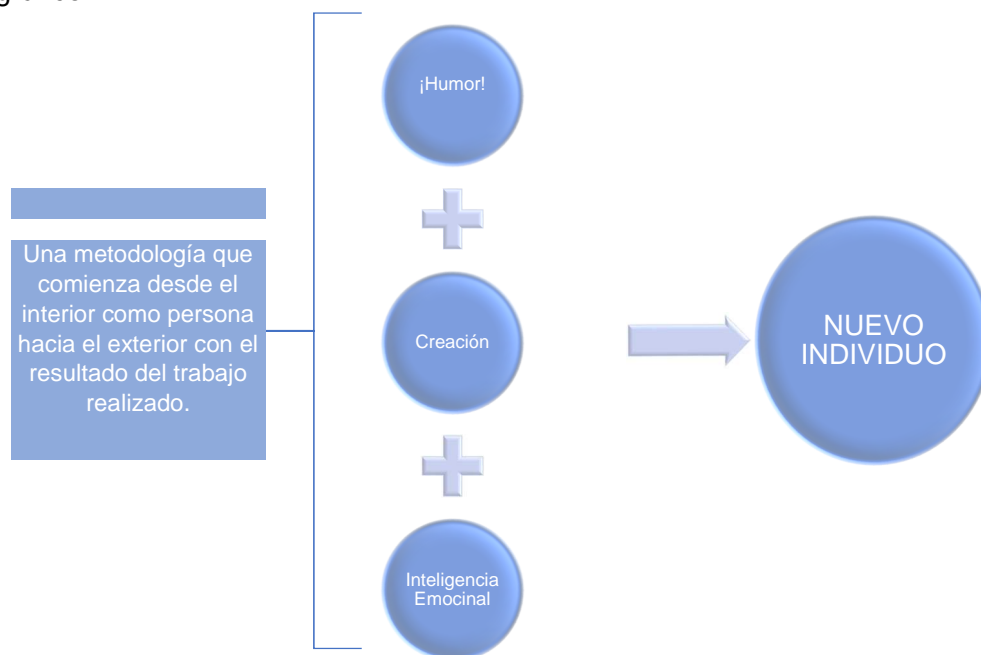 ¡Humor!
Una metodología que
comienza desde el
interior como persona
hacia el exterior con el
resultado del trabajo
realizado.
Creación
NUEVO
INDIVIDUO
Inteligencia
Emocinal